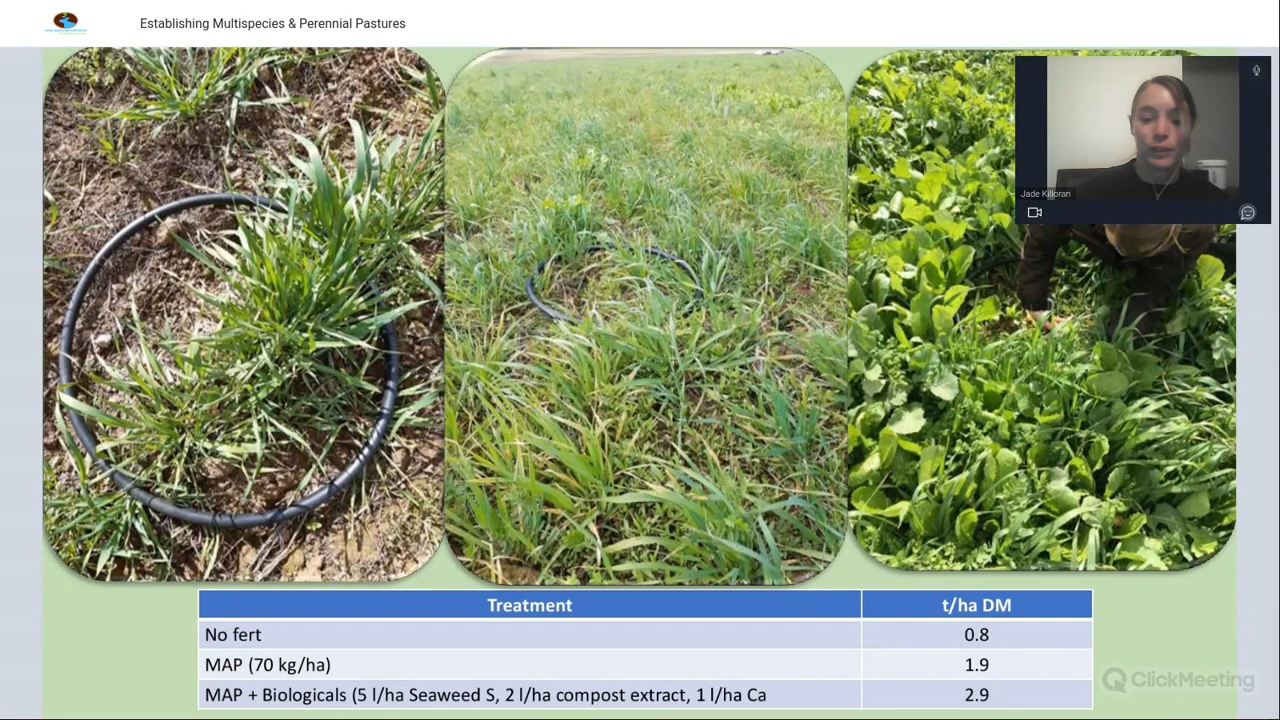 Establishing Multispecies & Perennial Pastures
Jade Killoran
Treatment t/ha DM
No fert 0.8
MAP (70 kg/ha) 1.9
MAP + Biologicals (5 l/ha Seaweed S, 2 l/ha compost extract, 1 l/ha Ca 2.9
ClickMeeting